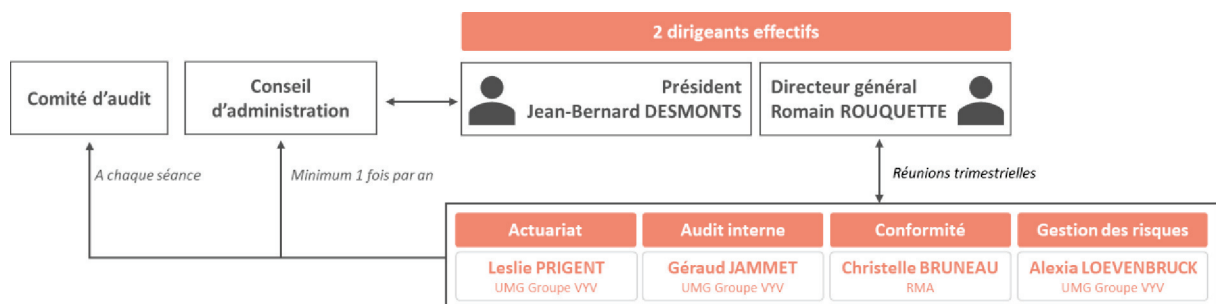 2 dirigeants effectifs
Comité d'audit
Conseil
d'administration
Président
Jean-Bernard DESMONTS
Directeur général
Romain ROUQUETTE
A chaque séance
Minimum 1 fois par an
Réunions trimestrielles
Actuariat
Audit interne
Conformité
Gestion des risques
Leslie PRIGENT
UMG Groupe VYV
Géraud JAMMET
UMG Groupe VYV
Christelle BRUNEAU
RMA
Alexia LOEVENBRUCK
UMG Groupe VYV